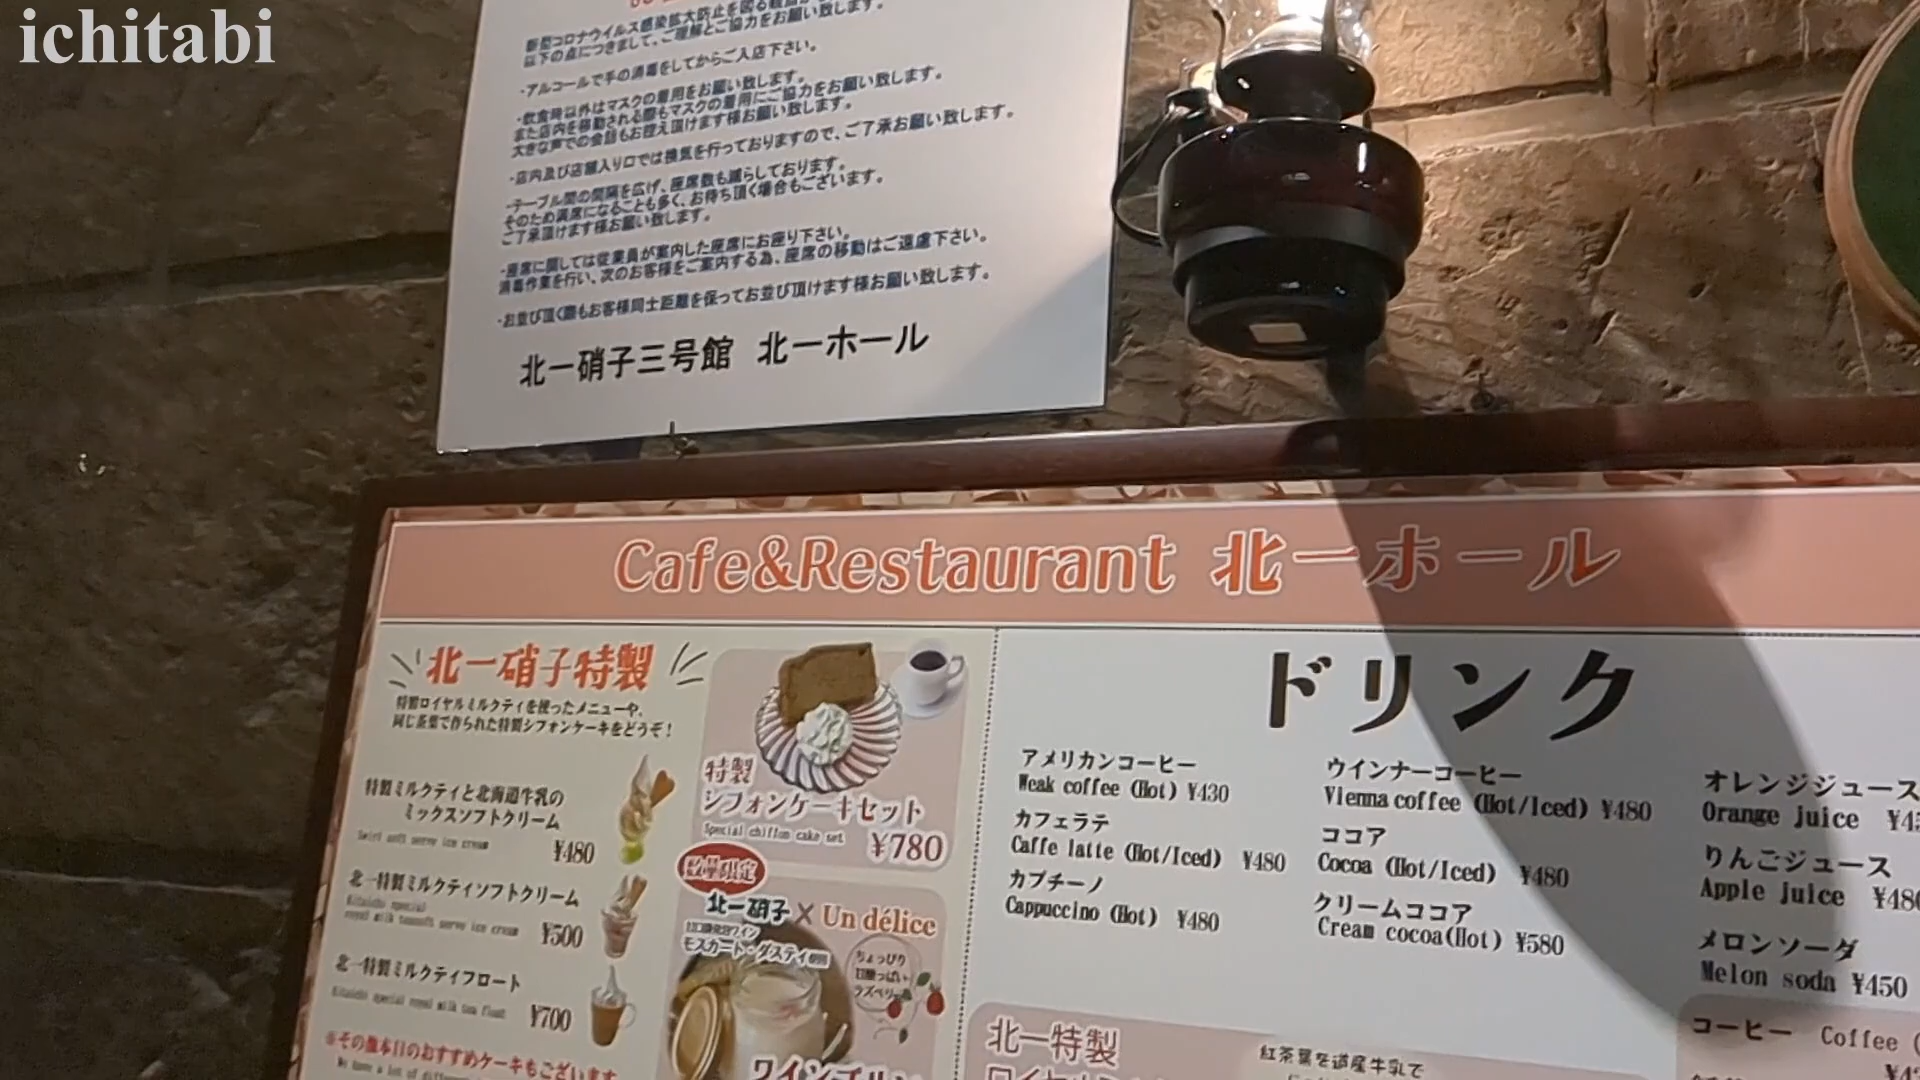 ichitabi
新型コロナウイルス感染拡大防止を図る
以下の点につきまして、ご理解とご協力をお願い致します。
・アルコールで手の消毒をしてからご入店下さい。
・飲食時以外はマスクの着用をお願い致します。
また店内を移動される際もマスクの着用にご協力をお願い致します。
大きな声での会話もお控え頂けます様お願い致します。
・店内及び店舗入り口では換気を行っておりますので、ご了承お願い致します。
・テーブル間の間隔を広げ、座席数も減らしております。
そのため満席になることも多く、お待ち頂く場合もございます。
ご了承頂けます様お願い致します。
・座席に関しては従業員が案内した座席にお座り下さい。
消毒作業を行い、次のお客様をご案内する為、座席の移動はご遠慮下さい。
・お並び頂く際もお客様同士距離を保ってお並び頂けます様お願い致します。
北一硝子三号館 北一ホール
Cafe&Restaurant 北一ホール
北一硝子特製
特製ロイヤルミルクティを使ったメニューや、
同じ茶葉で作られた特製シフォンケーキをどうぞ！
特製ミルクティと北海道牛乳の
ミックスソフトクリーム
Swirl soft serve ice cream
¥480
北一特製ミルクティソフトクリーム
Kitaichi special
royal milk tea soft serve ice cream
¥500
北一特製ミルクティフロート
Kitaichi special royal milk tea float
¥700
※その他本日のおすすめケーキもございます
We have a lot of
特製
シフォンケーキセット
Special chiffon cake set
¥780
数量限定
北一硝子×Un délice
モスカート・ダスティ
ちょっぴり
甘酸っぱい
ラズベリー
ドリンク
アメリカンコーヒー
Weak coffee (Hot) ¥430
カフェラテ
Caffe latte (Hot/Iced) ¥480
カプチーノ
Cappuccino (Hot) ¥480
ウインナーコーヒー
Vienna coffee (Hot/Iced) ¥480
ココア
Cocoa (Hot/Iced) ¥480
クリームココア
Cream cocoa(Hot) ¥580
オレンジジュース
Orange juice
りんごジュース
Apple juice ¥480
メロンソーダ
Melon soda ¥450
北一特製
紅茶葉を道産牛乳で
コーヒー Coffee (